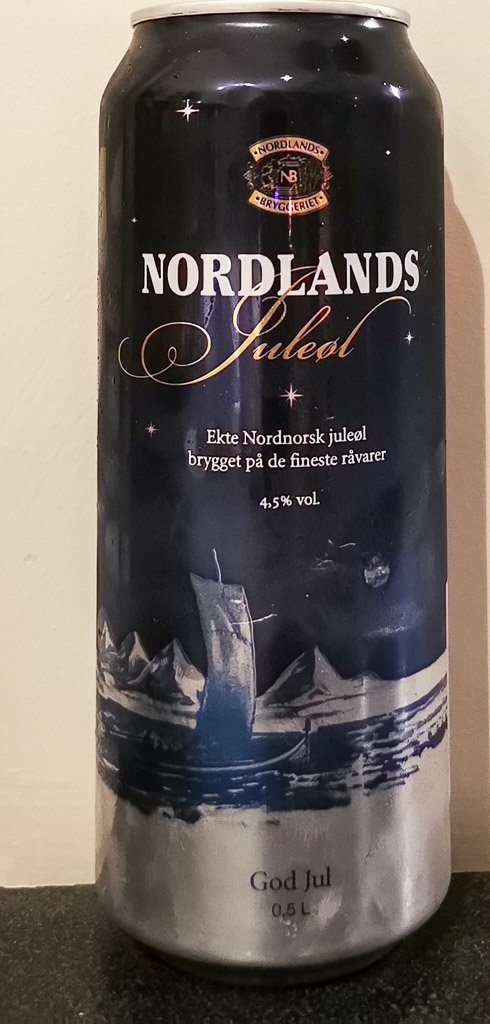 NORDLANDS
NB
BRYGGERIET
NORDLANDS
Juleøl
Ekte Nordnorsk juleøl
brygget på de fineste råvarer
4,5% vol.
God Jul
0,5 L